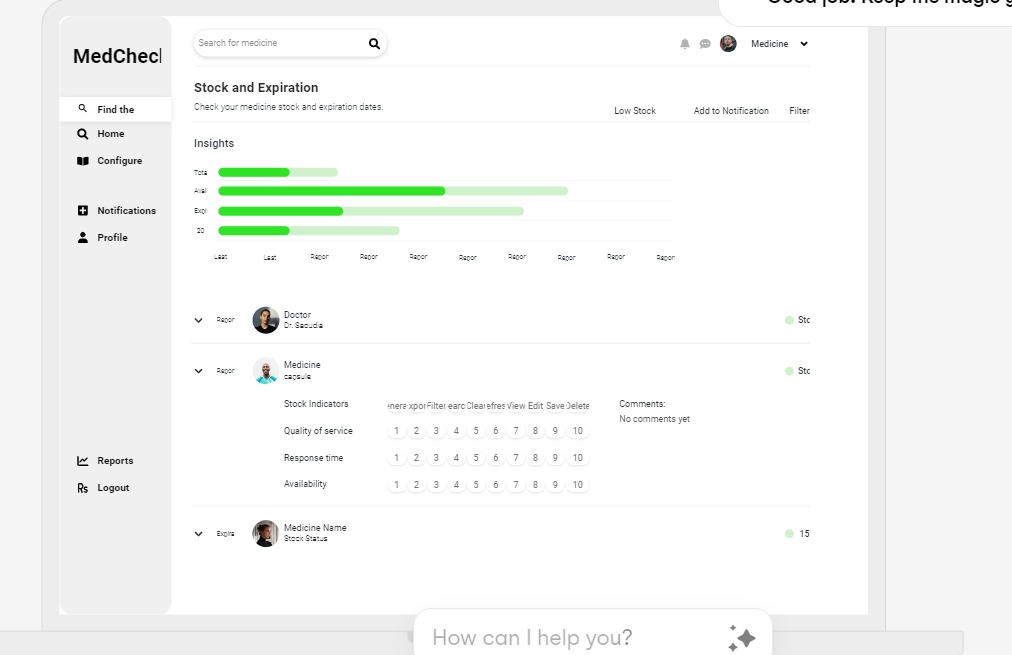 Good job. Keep the magic g
MedChec
Search for medicine
Medicine
Find the
Home
Configure
Notifications
Profile
Reports
Logout
Stock and Expiration
Check your medicine stock and expiration dates.
Low Stock Add to Notification Filter
Insights
Tota
Avai
Expi
20
Last Last Repor Repor Repor Repor Repor Repor Repor Repor
Repor
Doctor
Dr. Saoudia
Stc
Repor
Medicine
capsule
Stc
Stock Indicators
enera xpor Filter earc Clear efres View Edit Save Delete
Comments:
No comments yet
Quality of service 1 2 3 4 5 6 7 8 9 10
Response time 1 2 3 4 5 6 7 8 9 10
Availability 1 2 3 4 5 6 7 8 9 10
Expira
Medicine Name
Stock Status
15
How can I help you?